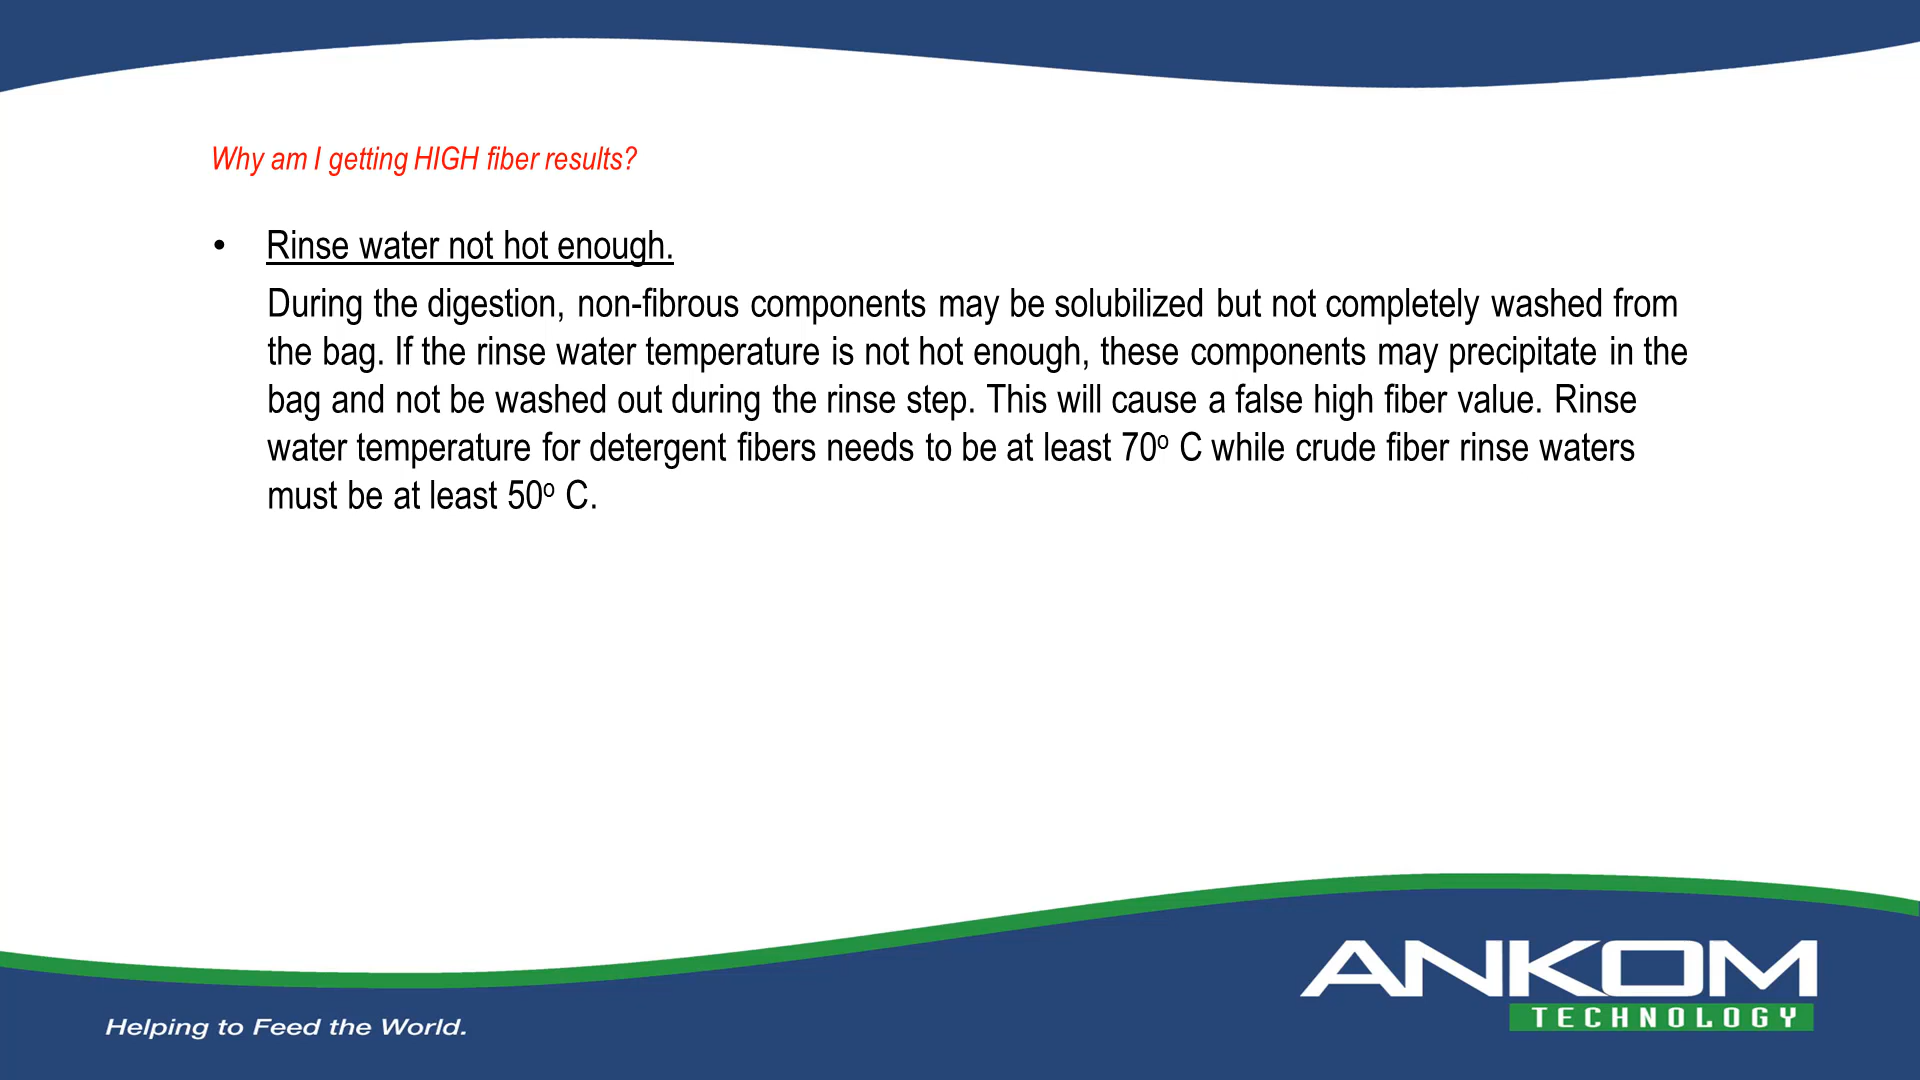 Why am I getting HIGH fiber results?
• Rinse water not hot enough.
During the digestion, non-fibrous components may be solubilized but not completely washed from
the bag. If the rinse water temperature is not hot enough, these components may precipitate in the
bag and not be washed out during the rinse step. This will cause a false high fiber value. Rinse
water temperature for detergent fibers needs to be at least 70º C while crude fiber rinse waters
must be at least 50º C.
ANKOM
TECHNOLOGY
Helping to Feed the World.